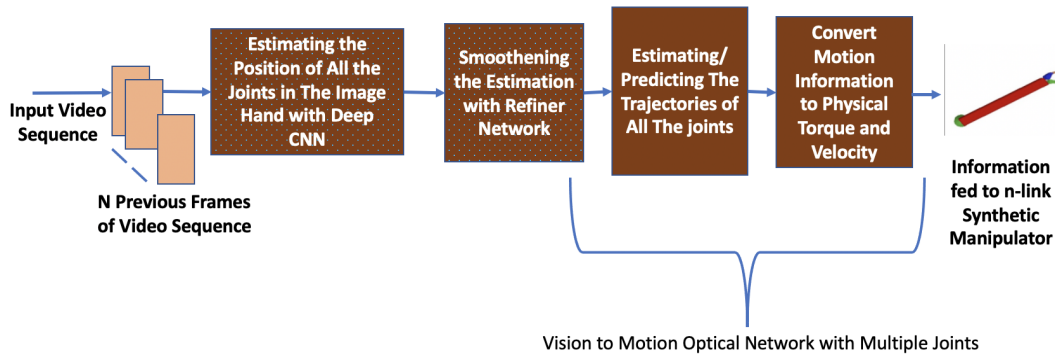 Input Video
Sequence
N Previous Frames
of Video Sequence
Estimating the
Position of All the
Joints in The Image
Hand with Deep
CNN
Smoothening
the Estimation
with Refiner
Network
Estimating/
Predicting The
Trajectories of
All The joints
Convert
Motion
Information
to Physical
Torque and
Velocity
Information
fed to n-link
Synthetic
Manipulator
Vision to Motion Optical Network with Multiple Joints